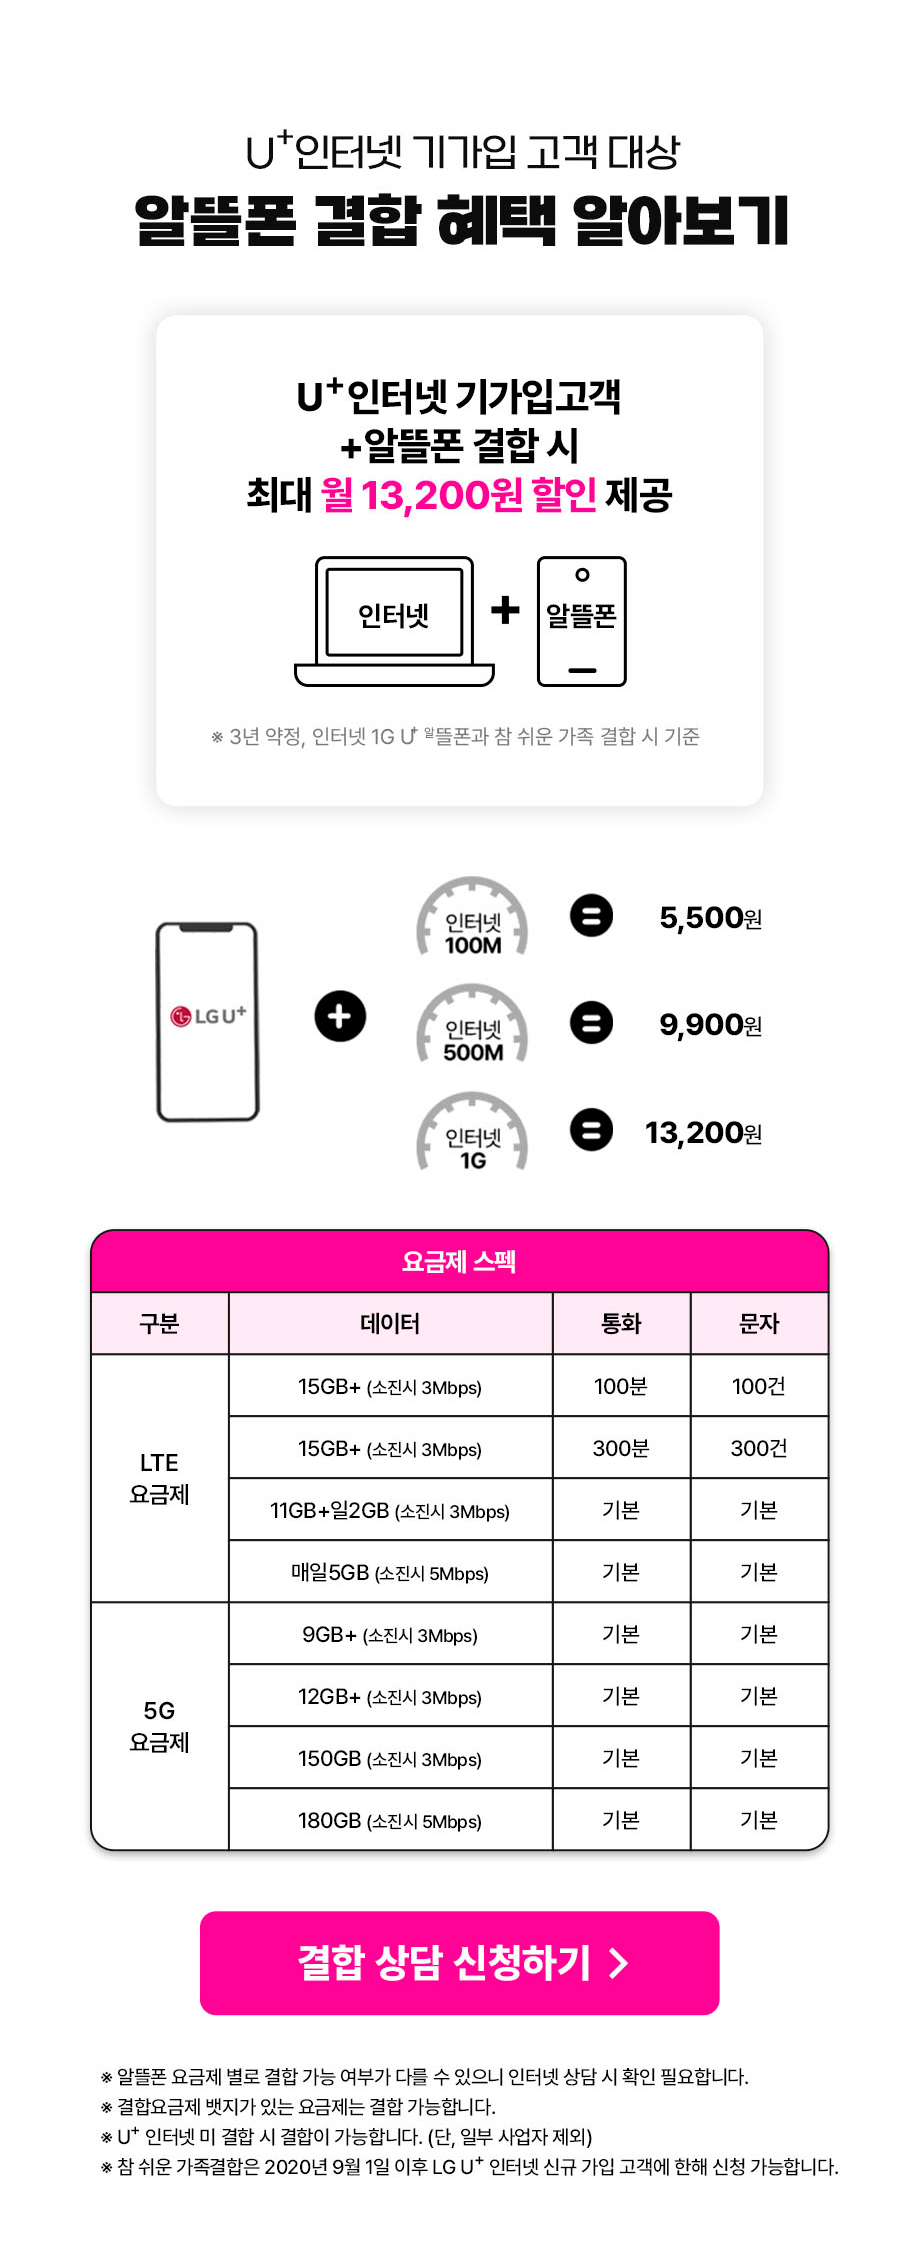 U⁺인터넷 기가입 고객 대상
알뜰폰 결합 혜택 알아보기
U⁺인터넷 기가입고객
+알뜰폰 결합 시
최대 월 13,200원 할인 제공
인터넷 + 알뜰폰
※ 3년 약정, 인터넷 1G U⁺ 알뜰폰과 참 쉬운 가족 결합 시 기준
LG U⁺
+
인터넷
100M
= 5,500원
인터넷
500M
= 9,900원
인터넷
1G
= 13,200원
요금제 스펙
구분 데이터 통화 문자
LTE
요금제
15GB+ (소진시 3Mbps) 100분 100건
15GB+ (소진시 3Mbps) 300분 300건
11GB+일2GB (소진시 3Mbps) 기본 기본
매일5GB (소진시 5Mbps) 기본 기본
5G
요금제
9GB+ (소진시 3Mbps) 기본 기본
12GB+ (소진시 3Mbps) 기본 기본
150GB (소진시 3Mbps) 기본 기본
180GB (소진시 5Mbps) 기본 기본
결합 상담 신청하기 >
※ 알뜰폰 요금제 별로 결합 가능 여부가 다를 수 있으니 인터넷 상담 시 확인 필요합니다.
※ 결합요금제 뱃지가 있는 요금제는 결합 가능합니다.
※ U⁺ 인터넷 미 결합 시 결합이 가능합니다. (단, 일부 사업자 제외)
※ 참 쉬운 가족결합은 2020년 9월 1일 이후 LG U⁺ 인터넷 신규 가입 고객에 한해 신청 가능합니다.